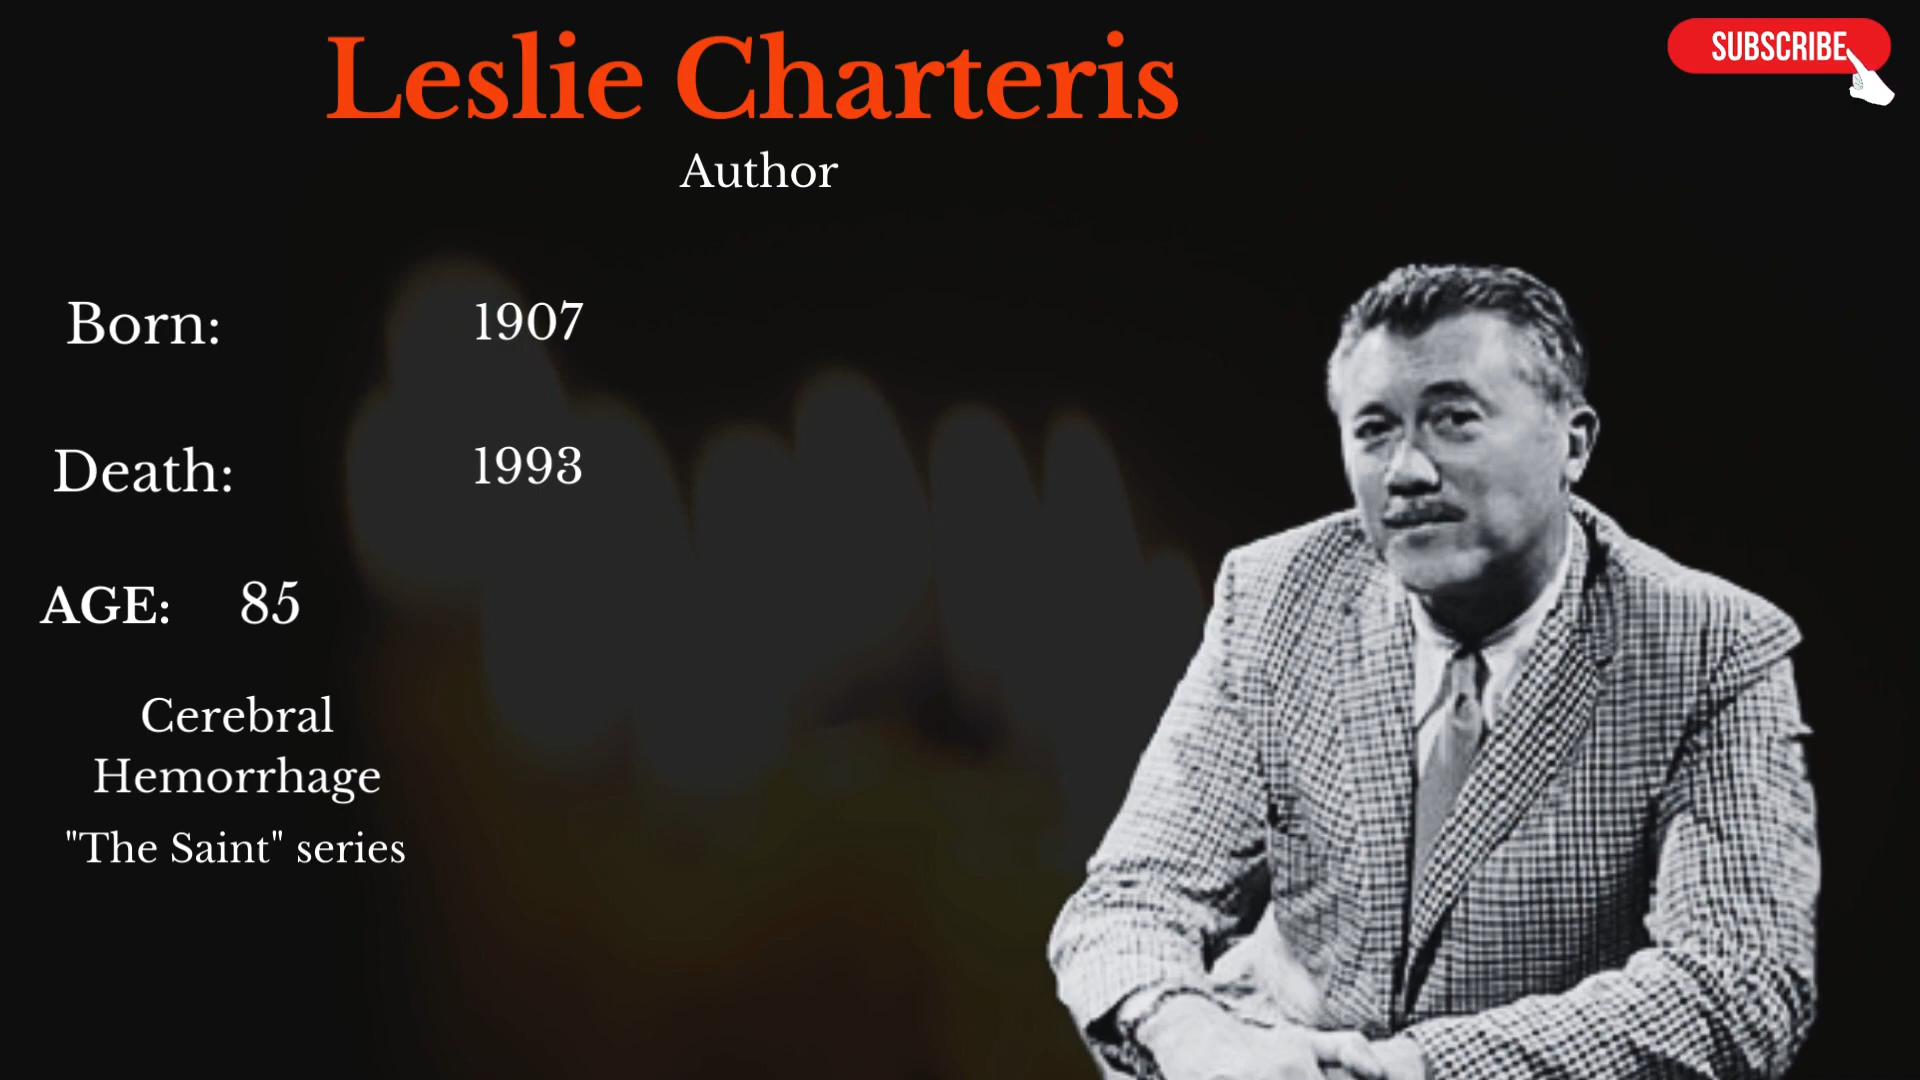 Leslie Charteris
SUBSCRIBE
Author
Born: 1907
Death: 1993
AGE: 85
Cerebral
Hemorrhage
"The Saint" series